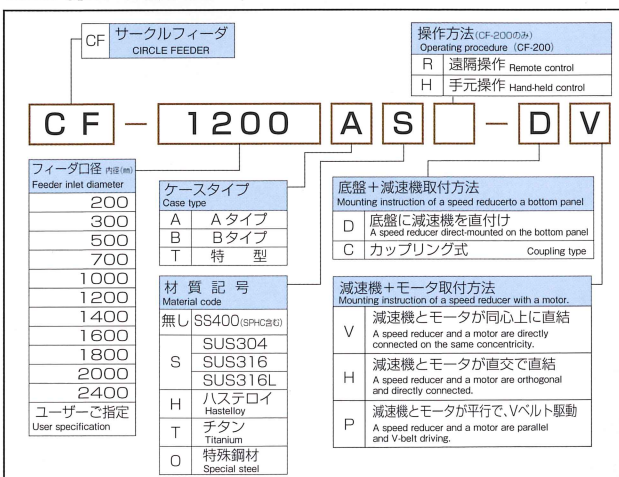 CF
サークルフィーダ
CIRCLE FEEDER
操作方法(CF-200のみ)
Operating procedure (CF-200)
R 遠隔操作 Remote control
H 手元操作 Hand-held control
CF - 1200 A S - D V
フィーダ口径 内径(㎜)
Feeder inlet diameter
200
300
500
700
1000
1200
1400
1600
1800
2000
2400
ユーザーご指定
User specification
ケースタイプ
Case type
A Aタイプ
B Bタイプ
T 特 型
材質記号
Material code
無し SS400(SPHC含む)
S SUS304
SUS316
SUS316L
H ハステロイ
Hastelloy
T チタン
Titanium
O 特殊鋼材
Special steel
底盤+減速機取付方法
Mounting instruction of a speed reducerto a bottom panel
D 底盤に減速機を直付け
A speed reducer direct-mounted on the bottom panel
C カップリング式 Coupling type
減速機+モータ取付方法
Mounting instruction of a speed reducer with a motor.
V 減速機とモータが同心上に直結
A speed reducer and a motor are directly
connected on the same concentricity.
H 減速機とモータが直交で直結
A speed reducer and a motor are orthogonal
and directly connected.
P 減速機とモータが平行で、Vベルト駆動
A speed reducer and a motor are parallel
and V-belt driving.